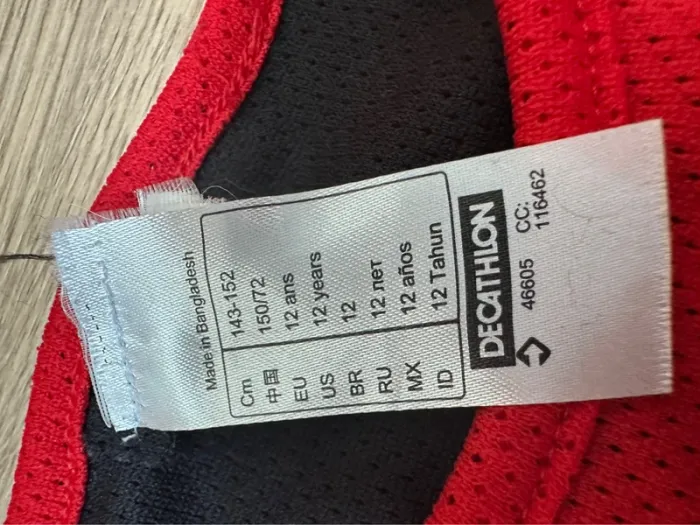 Made in Bangladesh
Cm 143-152
中国 150/72
EU 12 ans
US 12 years
BR 12
RU 12 лет
MX 12 años
ID 12 Tahun
DECATHLON
46605 CC:
116462